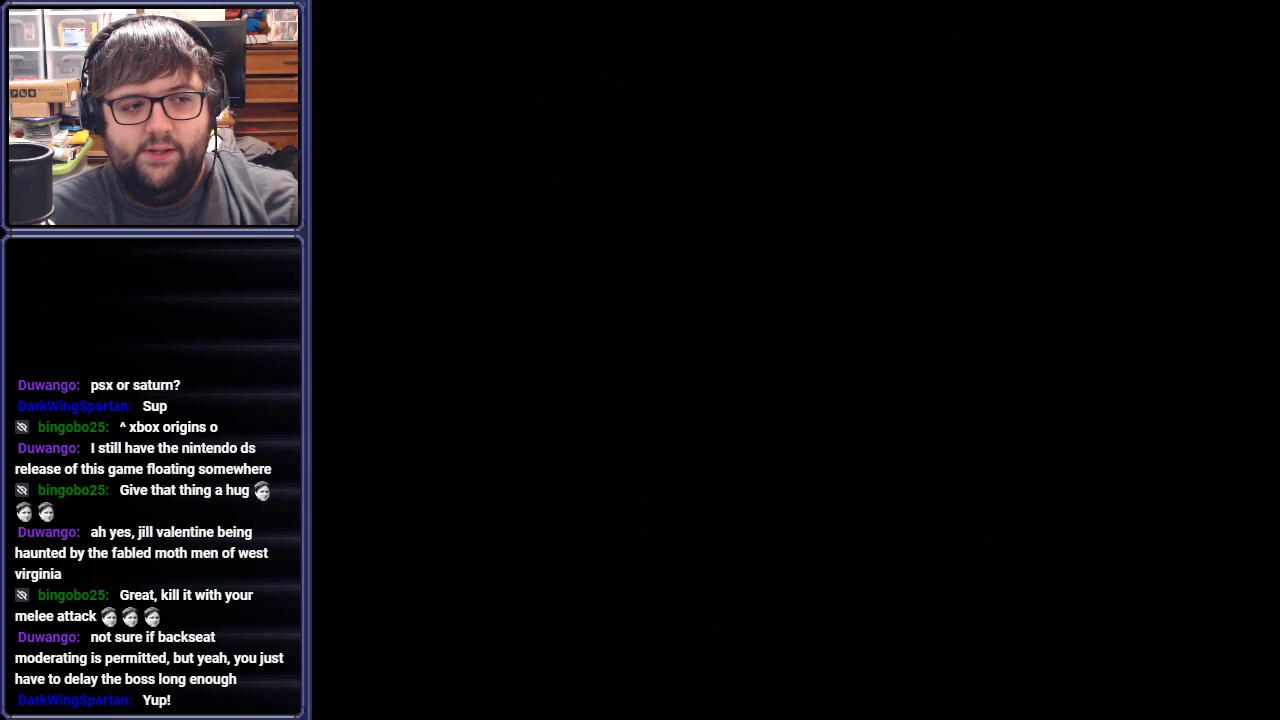 Duwango: psx or saturn?
DarkWingSpartan: Sup
bingobo25: ^ xbox origins o
Duwango: I still have the nintendo ds
release of this game floating somewhere
bingobo25: Give that thing a hug
Duwango: ah yes, jill valentine being
haunted by the fabled moth men of west
virginia
bingobo25: Great, kill it with your
melee attack
Duwango: not sure if backseat
moderating is permitted, but yeah, you just
have to delay the boss long enough
DarkWingSpartan: Yup!